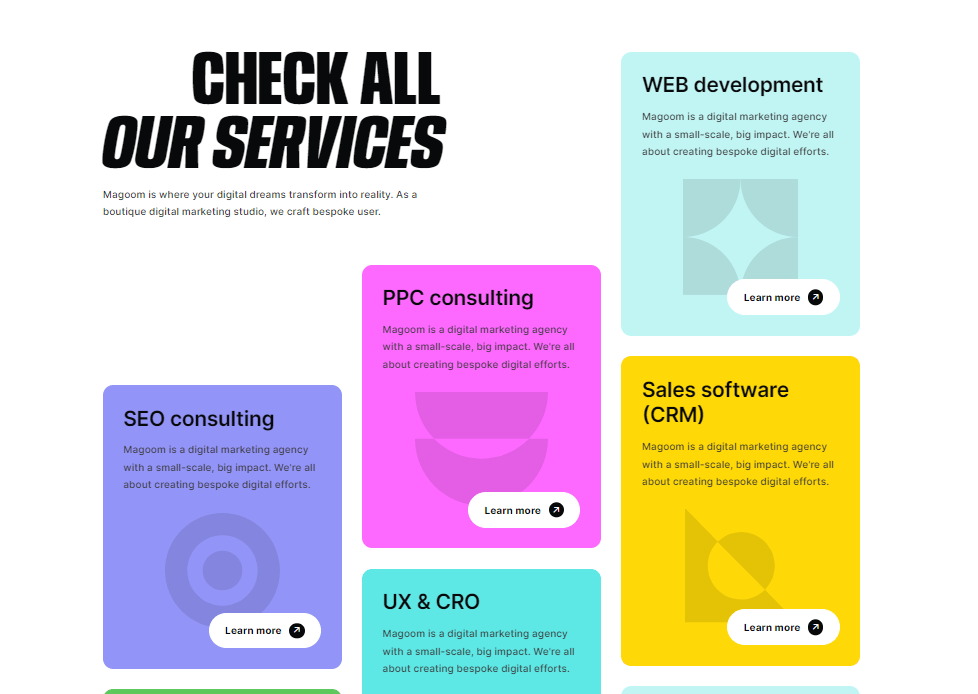 CHECK ALL
OUR SERVICES
Magoom is where your digital dreams transform into reality. As a
boutique digital marketing studio, we craft bespoke user.
WEB development
Magoom is a digital marketing agency
with a small-scale, big impact. We're all
about creating bespoke digital efforts.
Learn more
PPC consulting
Magoom is a digital marketing agency
with a small-scale, big impact. We're all
about creating bespoke digital efforts.
Learn more
Sales software
(CRM)
Magoom is a digital marketing agency
with a small-scale, big impact. We're all
about creating bespoke digital efforts.
Learn more
SEO consulting
Magoom is a digital marketing agency
with a small-scale, big impact. We're all
about creating bespoke digital efforts.
Learn more
UX & CRO
Magoom is a digital marketing agency
with a small-scale, big impact. We're all
about creating bespoke digital efforts.